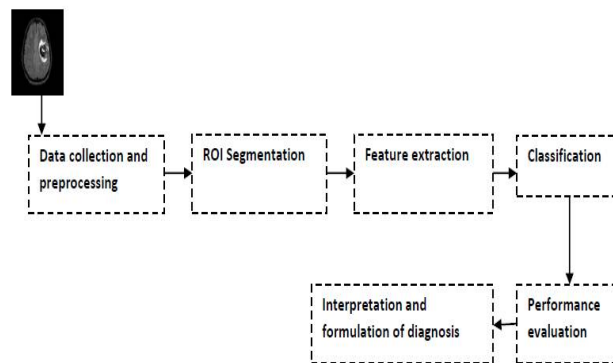 Data collection and
preprocessing
ROI Segmentation
Feature extraction
Classification
Performance
evaluation
Interpretation and
formulation of diagnosis